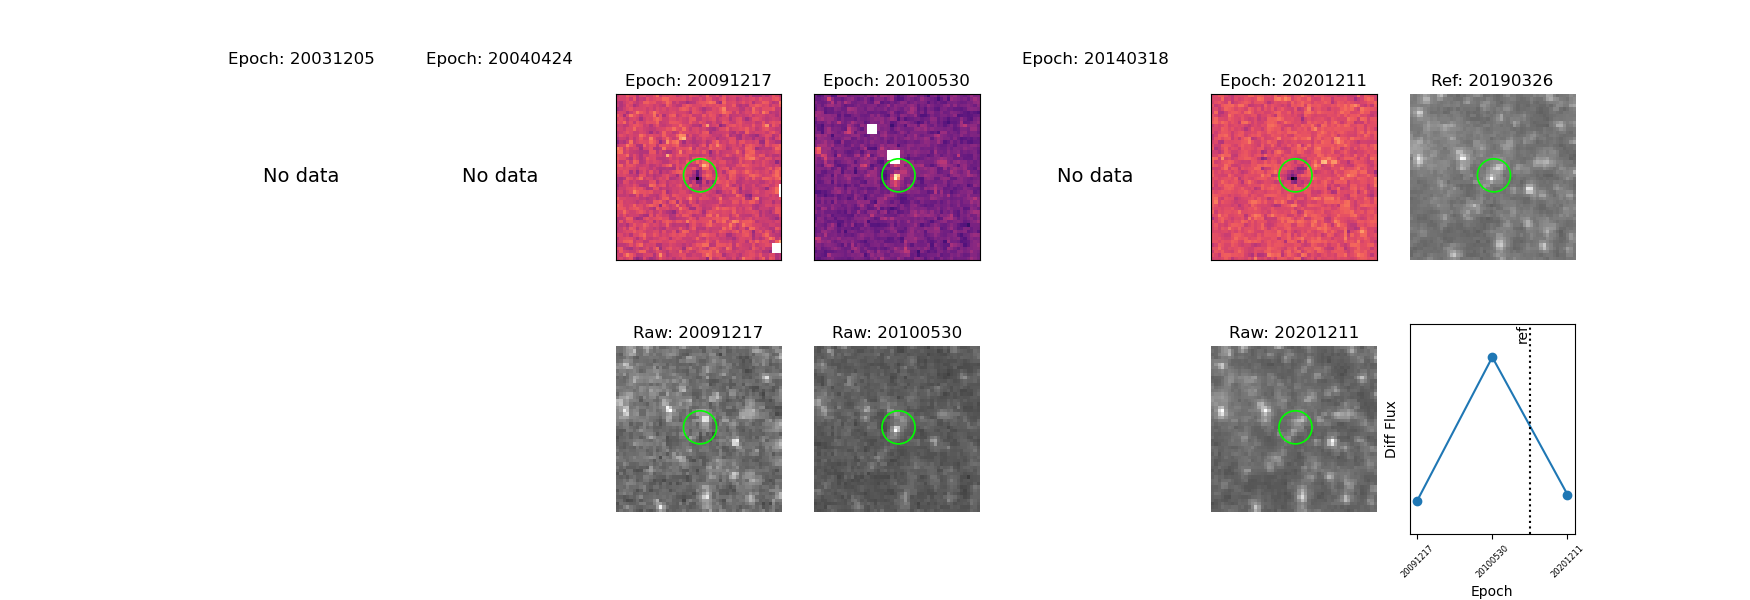 Epoch: 20031205
Epoch: 20040424
Epoch: 20091217
Epoch: 20100530
Epoch: 20140318
Epoch: 20201211
Ref: 20190326
No data
No data
No data
Raw: 20091217
Raw: 20100530
Raw: 20201211
ref
Diff Flux
20091217
20100530
20201211
Epoch